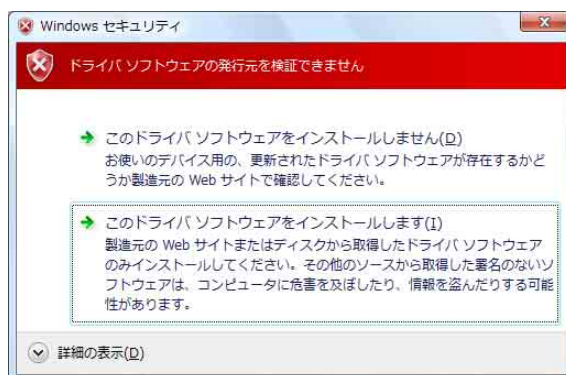 Windows セキュリティ
ドライバ ソフトウェアの発行元を検証できません
このドライバ ソフトウェアをインストールしません(D)
お使いのデバイス用の、更新されたドライバ ソフトウェアが存在するかど
うか製造元の Web サイトで確認してください。
このドライバ ソフトウェアをインストールします(I)
製造元の Web サイトまたはディスクから取得したドライバ ソフトウェア
のみインストールしてください。その他のソースから取得した署名のないソ
フトウェアは、コンピュータに危害を及ぼしたり、情報を盗んだりする可能
性があります。
詳細の表示(D)